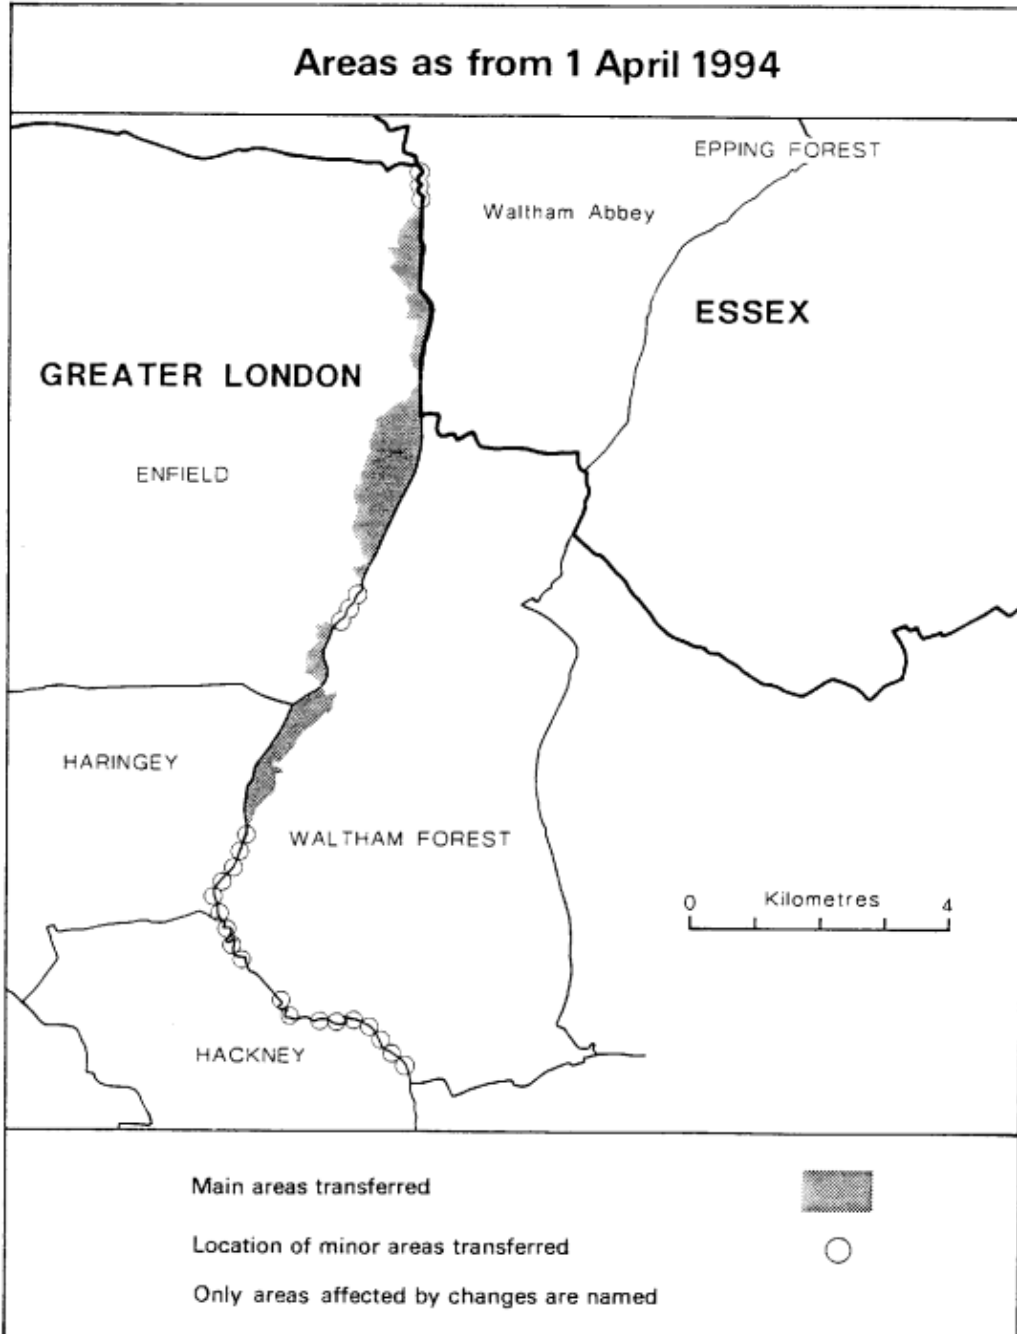 Areas as from 1 April 1994
EPPING FOREST
Waltham Abbey
ESSEX
GREATER LONDON
ENFIELD
HARINGEY
WALTHAM FOREST
Kilometres
0 4
HACKNEY
Main areas transferred
Location of minor areas transferred
Only areas affected by changes are named